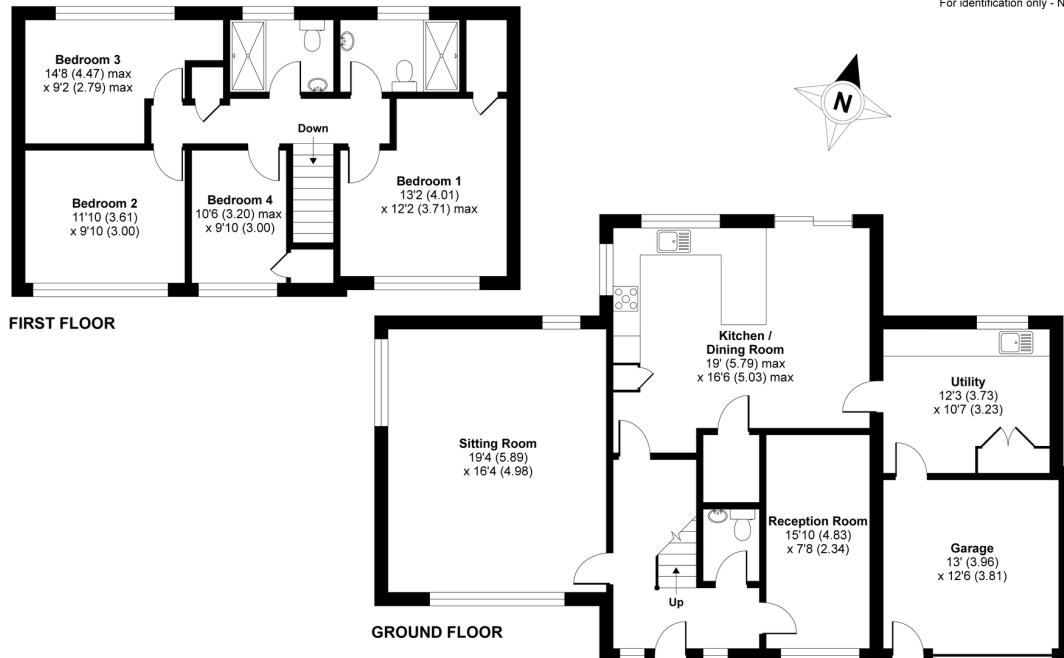 For identification only - N
Bedroom 3
14'8 (4.47) max
x 9'2 (2.79) max
N
Down
Bedroom 1
13'2 (4.01)
x 12'2 (3.71) max
Bedroom 2
11'10 (3.61)
x 9'10 (3.00)
Bedroom 4
10'6 (3.20) max
x 9'10 (3.00)
FIRST FLOOR
Kitchen /
Dining Room
19' (5.79) max
x 16'6 (5.03) max
Utility
12'3 (3.73)
x 10'7 (3.23)
Sitting Room
19'4 (5.89)
x 16'4 (4.98)
Reception Room
15'10 (4.83)
x 7'8 (2.34)
Garage
13' (3.96)
x 12'6 (3.81)
Up
GROUND FLOOR